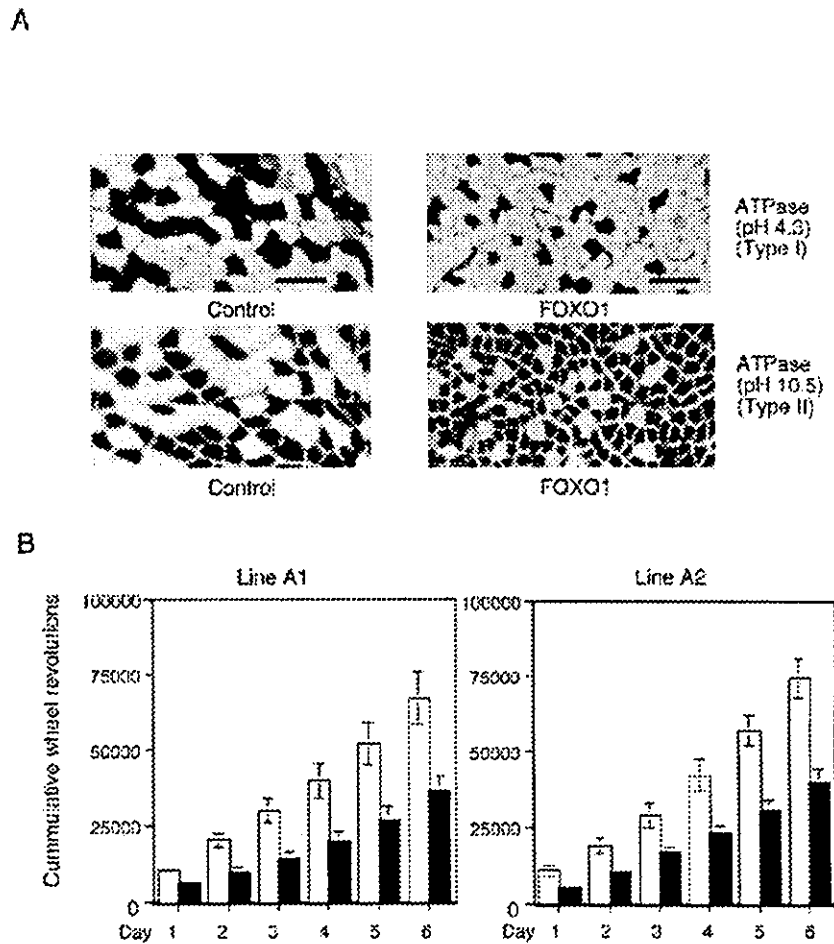 A
ATPase
(pH 4.3)
(Type I)
Control
FOXO1
ATPase
(pH 10.5)
(Type II)
Control
FOXO1
B
Line A1
Line A2
Cummulative wheel revolutions
100000
75000
50000
25000
0
Day 1 2 3 4 5 6
100000
75000
50000
25000
0
Day 1 2 3 4 5 6